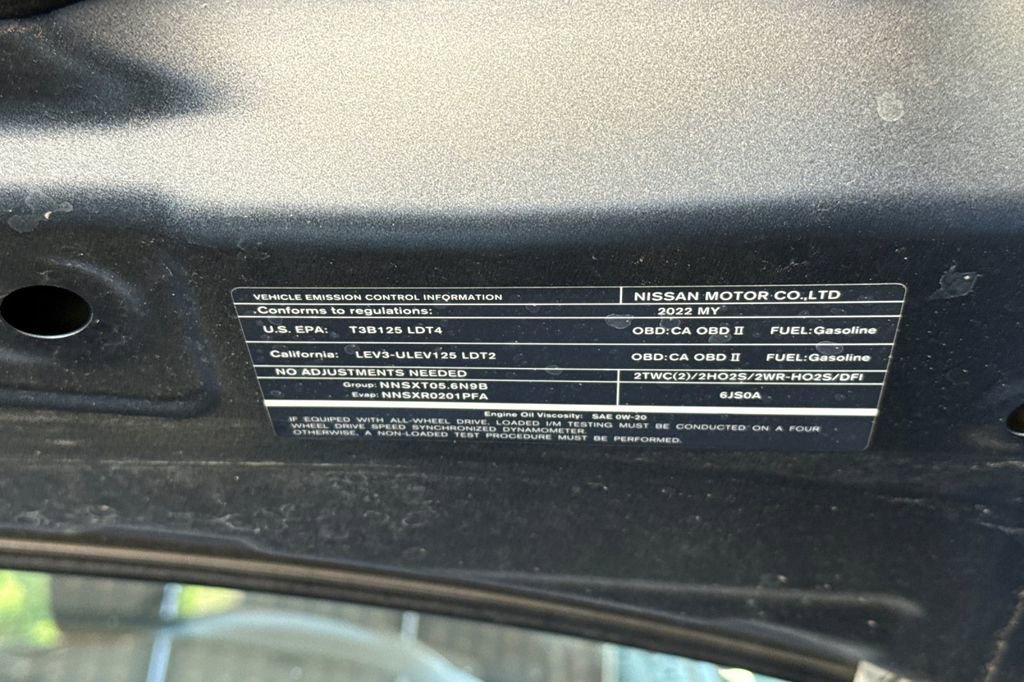 VEHICLE EMISSION CONTROL INFORMATION NISSAN MOTOR CO.,LTD
Conforms to regulations: 2022 MY
U.S. EPA: T3B125 LDT4 OBD:CA OBD II FUEL:Gasoline
California: LEV3-ULEV125 LDT2 OBD:CA OBD II FUEL:Gasoline
NO ADJUSTMENTS NEEDED 2TWC(2)/2HO2S/2WR-HO2S/DFI
Group: NNSXT05.6N9B
Evap: NNSXR0201PFA 6JS0A
Engine Oil Viscosity: SAE 0W-20
IF EQUIPED WITH ALL-WHEEL DRIVE, LOADED I/M TESTING MUST BE CONDUCTED ON A FOUR
WHEEL DRIVE SPEED SYNCHRONIZED DYNAMOMETER.
OTHERWISE, A NON-LOADED TEST PROCEDURE MUST BE PERFORMED.